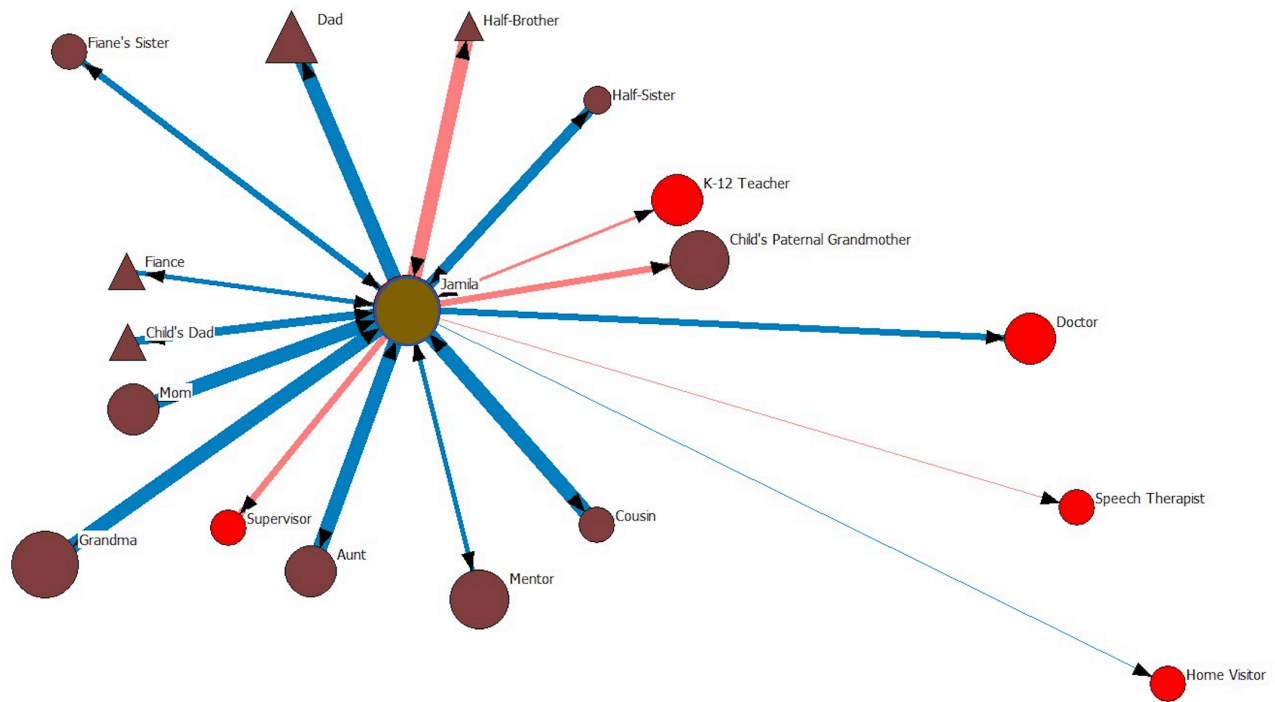 Dad
Half-Brother
Fiane's Sister
Half-Sister
K-12 Teacher
Child's Paternal Grandmother
Fiance
Jamila
Doctor
Child's Dad
Mom
Speech Therapist
Supervisor
Cousin
Grandma
Aunt
Mentor
Home Visitor